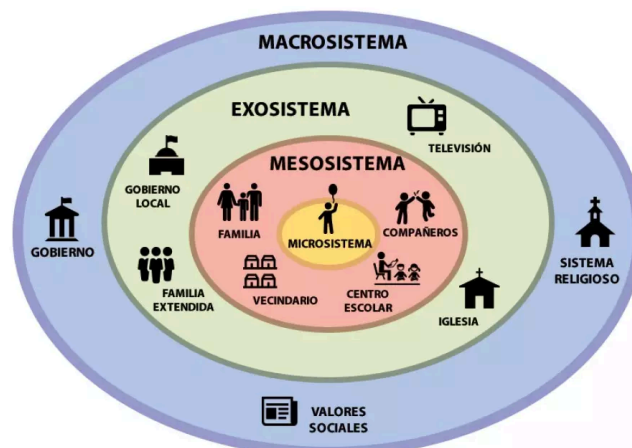 MACROSISTEMA
EXOSISTEMA
TELEVISIÓN
MESOSISTEMA
GOBIERNO
LOCAL
FAMILIA
MICROSISTEMA
COMPAÑEROS
GOBIERNO
SISTEMA
RELIGIOSO
FAMILIA
EXTENDIDA
VECINDARIO
CENTRO
ESCOLAR
IGLESIA
VALORES
SOCIALES